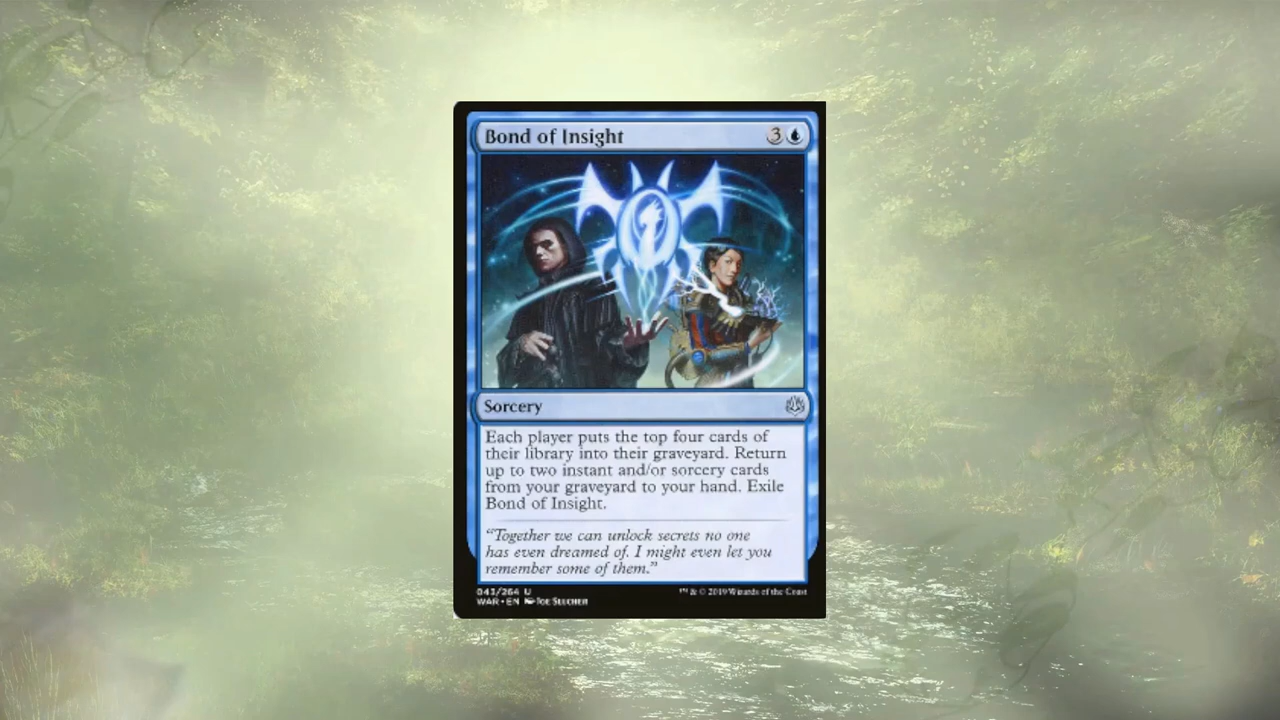 Bond of Insight 3
Sorcery
Each player puts the top four cards of
their library into their graveyard. Return
up to two instant and/or sorcery cards
from your graveyard to your hand. Exile
Bond of Insight.
“Together we can unlock secrets no one
has even dreamed of. I might even let you
remember some of them.”
043/264 U
™ & © 2019 Wizards of the Coast
WAR • EN Joe Slucher